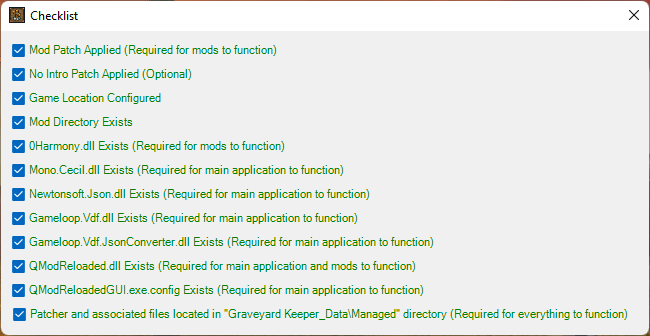 Checklist
Mod Patch Applied (Required for mods to function)
No Intro Patch Applied (Optional)
Game Location Configured
Mod Directory Exists
0Harmony.dll Exists (Required for mods to function)
Mono.Cecil.dll Exists (Required for main application to function)
Newtonsoft.Json.dll Exists (Required for main application to function)
Gameloop.Vdf.dll Exists (Required for main application to function)
Gameloop.Vdf.JsonConverter.dll Exists (Required for main application to function)
QModReloaded.dll Exists (Required for main application and mods to function)
QModReloadedGUI.exe.config Exists (Required for main application to function)
Patcher and associated files located in "Graveyard Keeper_Data\Managed" directory (Required for everything to function)